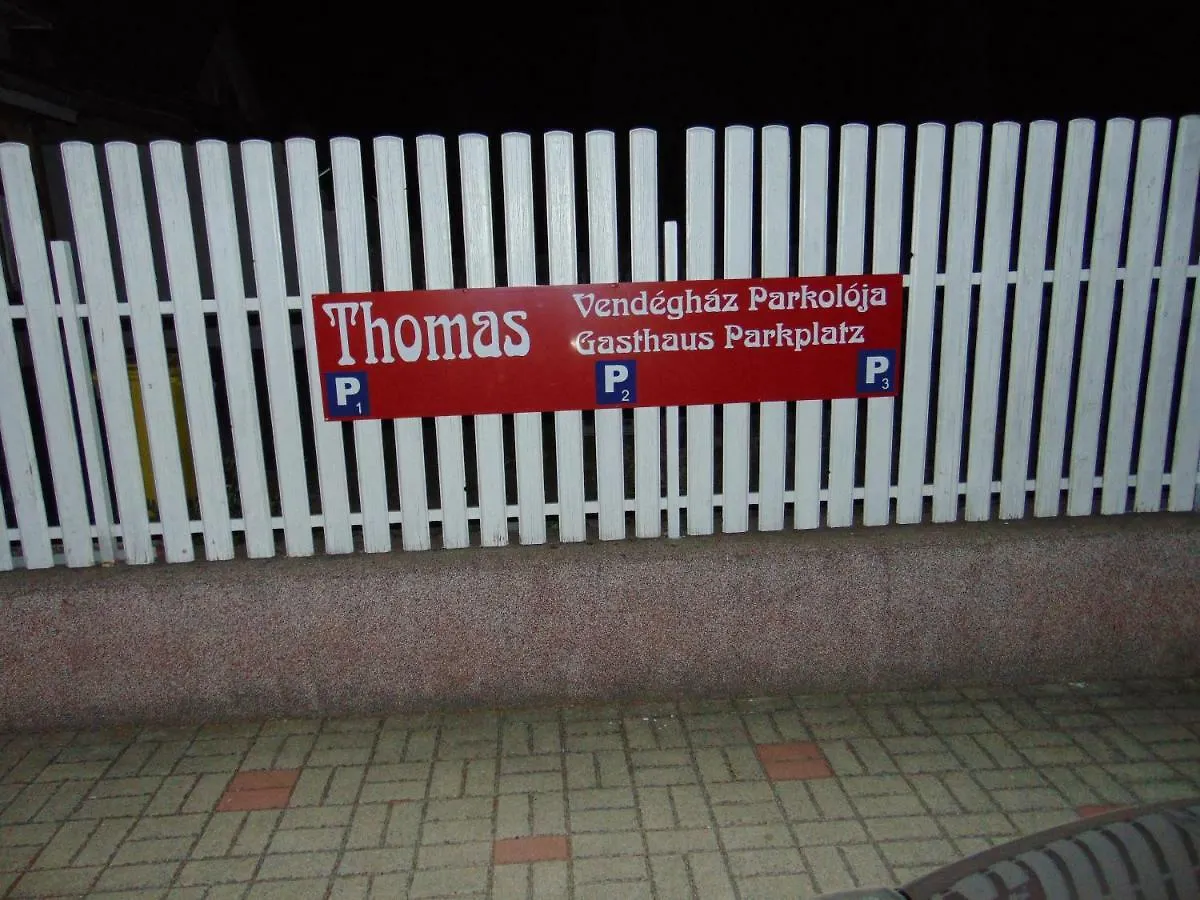 Thomas
Vendégház Parkolója
Gasthaus Parkplatz
P1
P2
P3